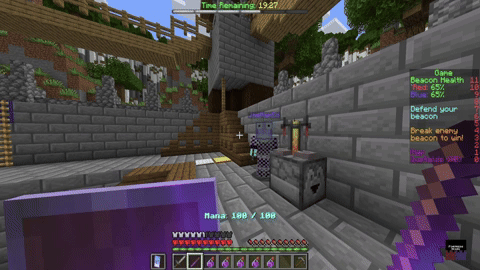 Time Remaining: 19:27
Game
Beacon Health
Red: 65%
Blue: 65%
Defend your
beacon
Break enemy
beacon to win!
Mana: 100 / 100